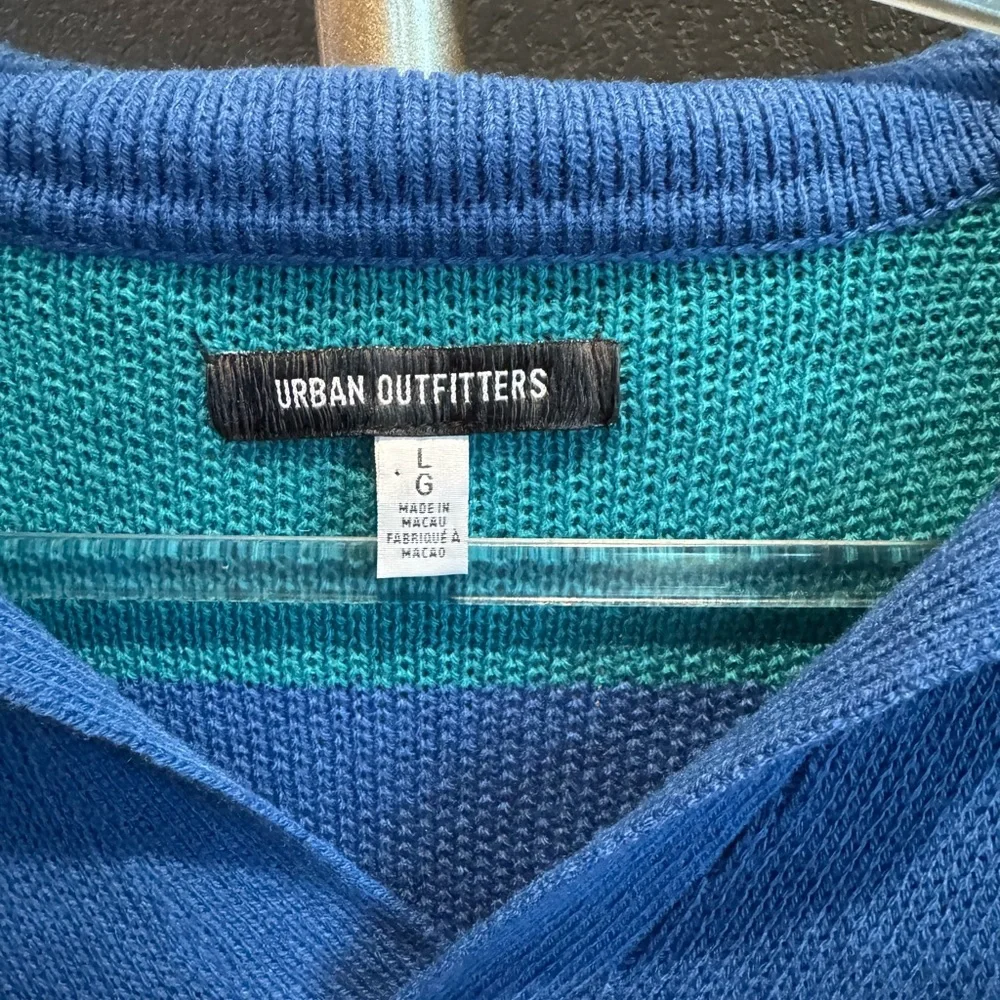 URBAN OUTFITTERS
L
G
MADE IN
MACAU
FABRIQUÉ À
MACAO